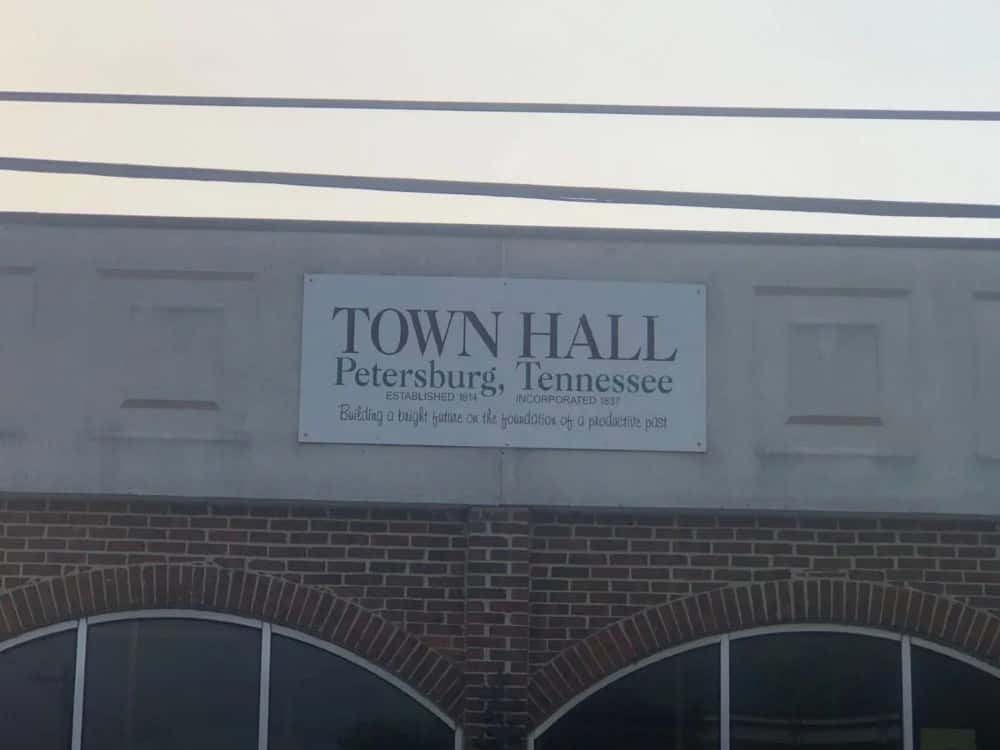 TOWN HALL
Petersburg, Tennessee
ESTABLISHED 1814 INCORPORATED 1837
Building a bright future on the foundation of a productive past